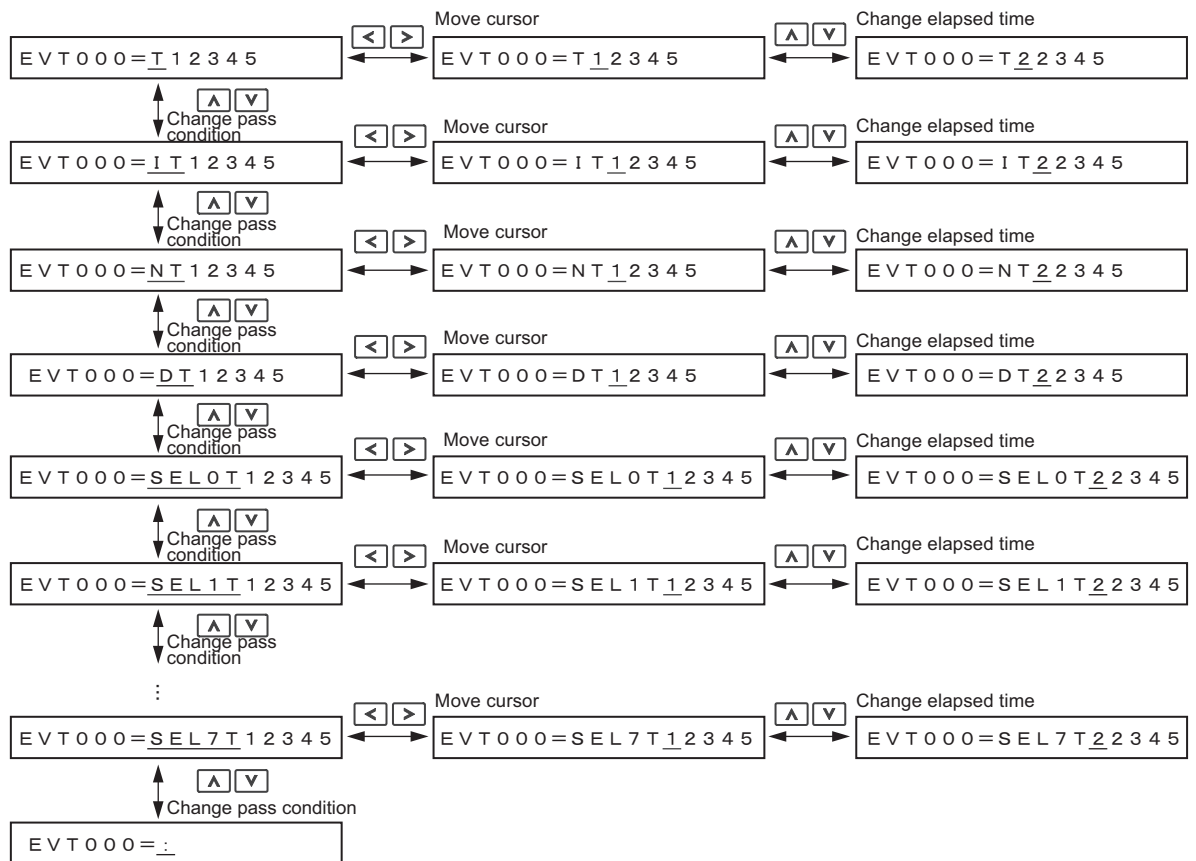 Move cursor
Change elapsed time
EVT000=T12345
EVT000=T12345
EVT000=T22345
Change pass
condition
Move cursor
Change elapsed time
EVT000=IT12345
EVT000=IT12345
EVT000=IT22345
Change pass
condition
Move cursor
Change elapsed time
EVT000=NT12345
EVT000=NT12345
EVT000=NT22345
Change pass
condition
Move cursor
Change elapsed time
EVT000=DT12345
EVT000=DT12345
EVT000=DT22345
Change pass
condition
Move cursor
Change elapsed time
EVT000=SEL0T12345
EVT000=SEL0T12345
EVT000=SEL0T22345
Change pass
condition
Move cursor
Change elapsed time
EVT000=SEL1T12345
EVT000=SEL1T12345
EVT000=SEL1T22345
Change pass
condition
Move cursor
Change elapsed time
EVT000=SEL7T12345
EVT000=SEL7T12345
EVT000=SEL7T22345
Change pass condition
EVT000=: